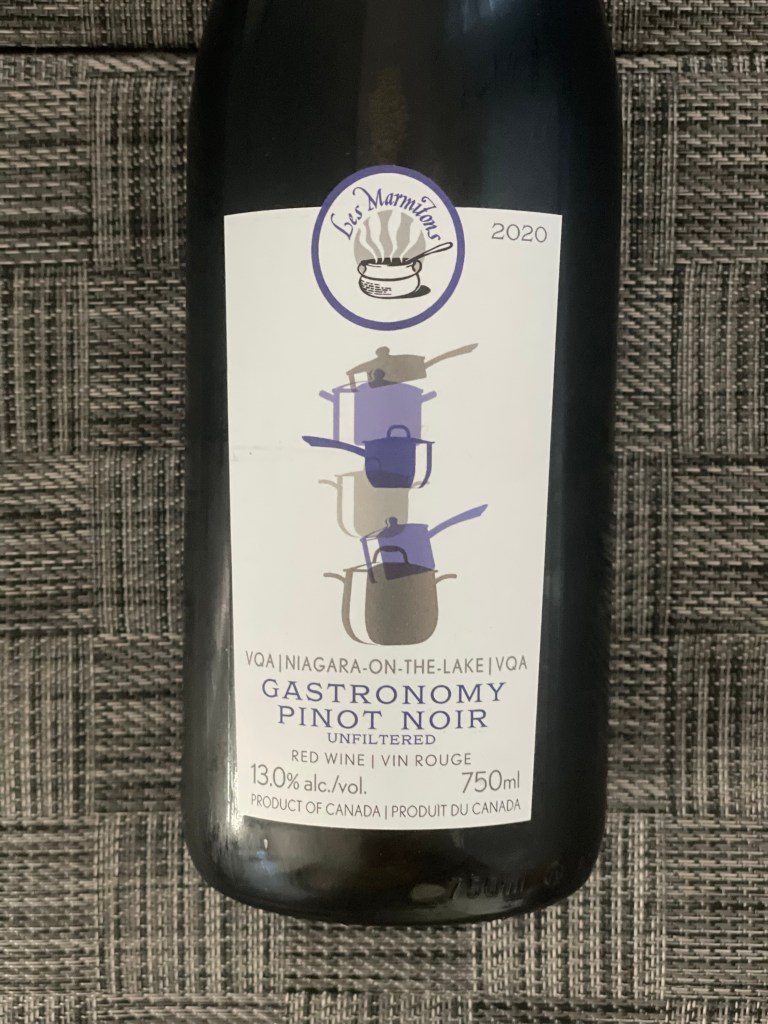 Les Marmitons
2020
VQA|NIAGARA-ON-THE-LAKE|VQA
GASTRONOMY
PINOT NOIR
UNFILTERED
RED WINE | VIN ROUGE
13.0% alc./vol. 750ml
PRODUCT OF CANADA | PRODUIT DU CANADA
750ml